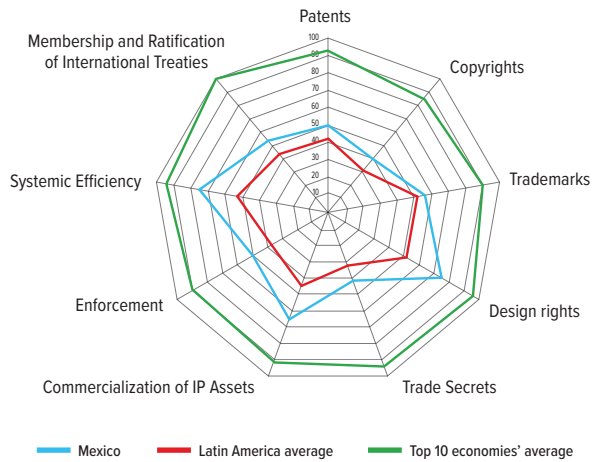 Patents
Membership and Ratification
of International Treaties
Copyrights
100
90
80
70
60
50
40
30
20
10
Systemic Efficiency
Trademarks
Enforcement
Design rights
Commercialization of IP Assets
Trade Secrets
Mexico
Latin America average
Top 10 economies' average